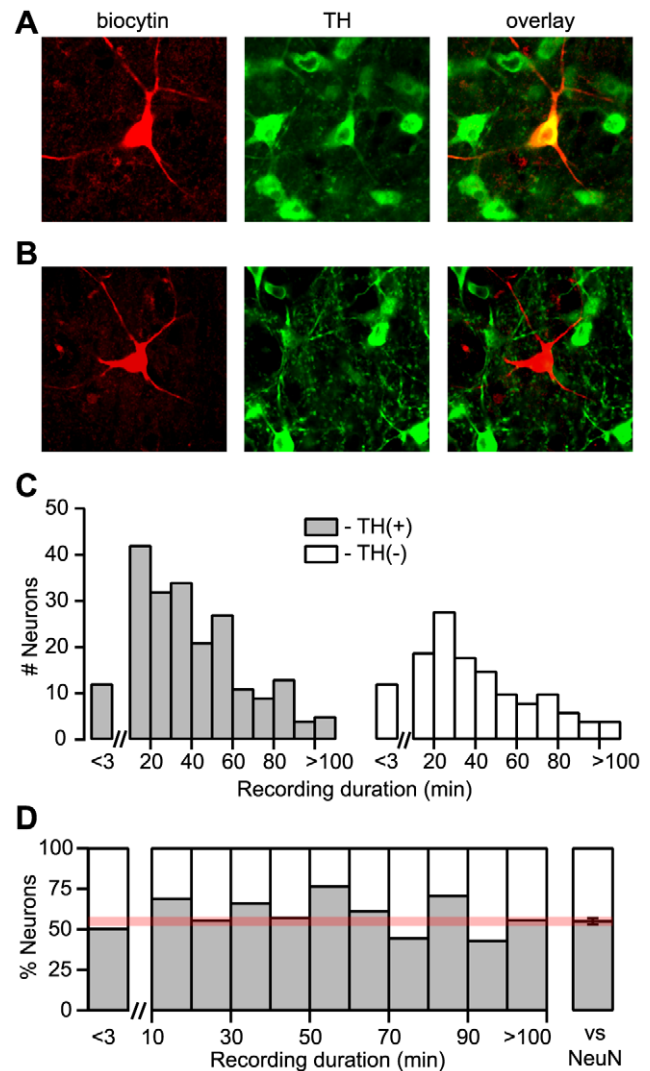 A
biocytin TH overlay
B
C
50
40
30
20
10
0
# Neurons
- TH(+)
- TH(-)
<3 20 40 60 80 >100 <3 20 40 60 80 >100
Recording duration (min)
D
100
75
50
25
0
% Neurons
<3 10 30 50 70 90 >100 vs
NeuN
Recording duration (min)